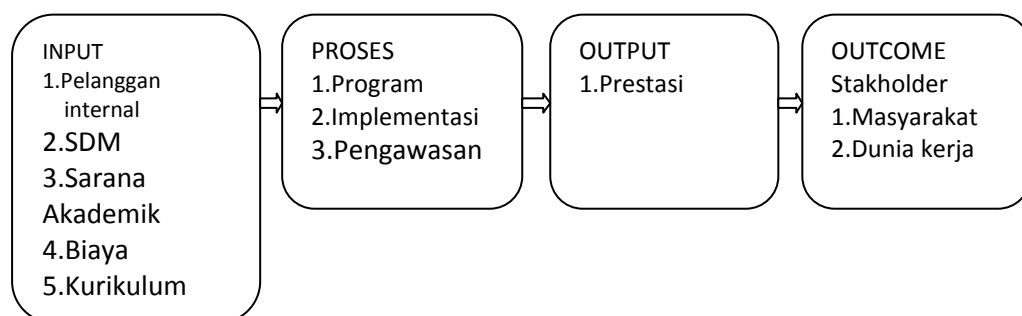 INPUT
1.Pelanggan
internal
2.SDM
3.Sarana
Akademik
4.Biaya
5.Kurikulum
PROSES
1.Program
2.Implementasi
3.Pengawasan
OUTPUT
1.Prestasi
OUTCOME
Stakholder
1.Masyarakat
2.Dunia kerja